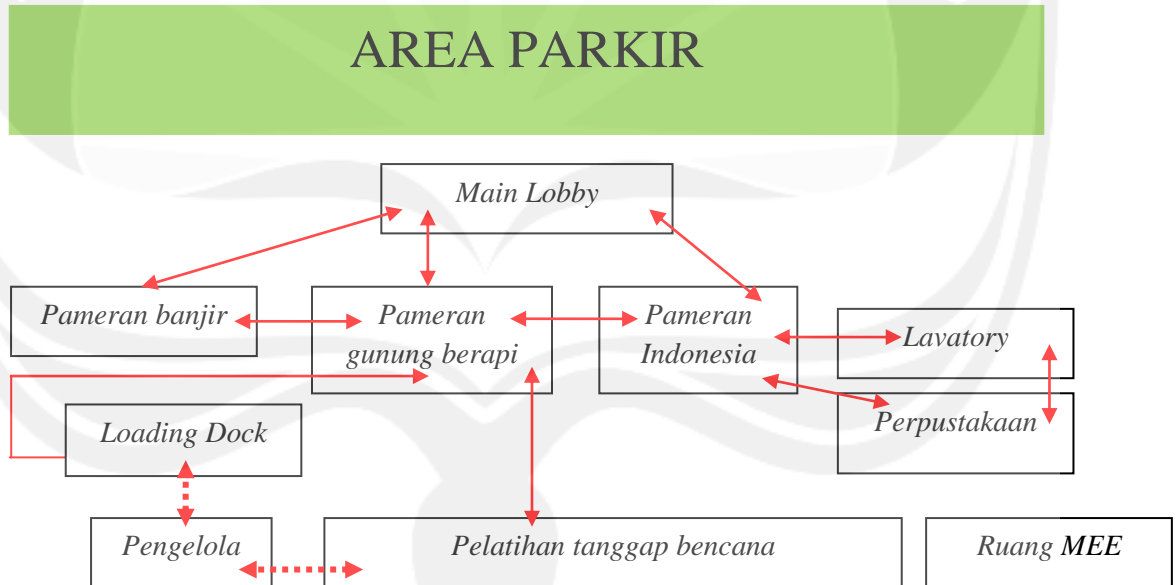 AREA PARKIR
Main Lobby
Pameran banjir
Pameran
gunung berapi
Pameran
Indonesia
Lavatory
Loading Dock
Perpustakaan
Pengelola
Pelatihan tanggap bencana
Ruang MEE